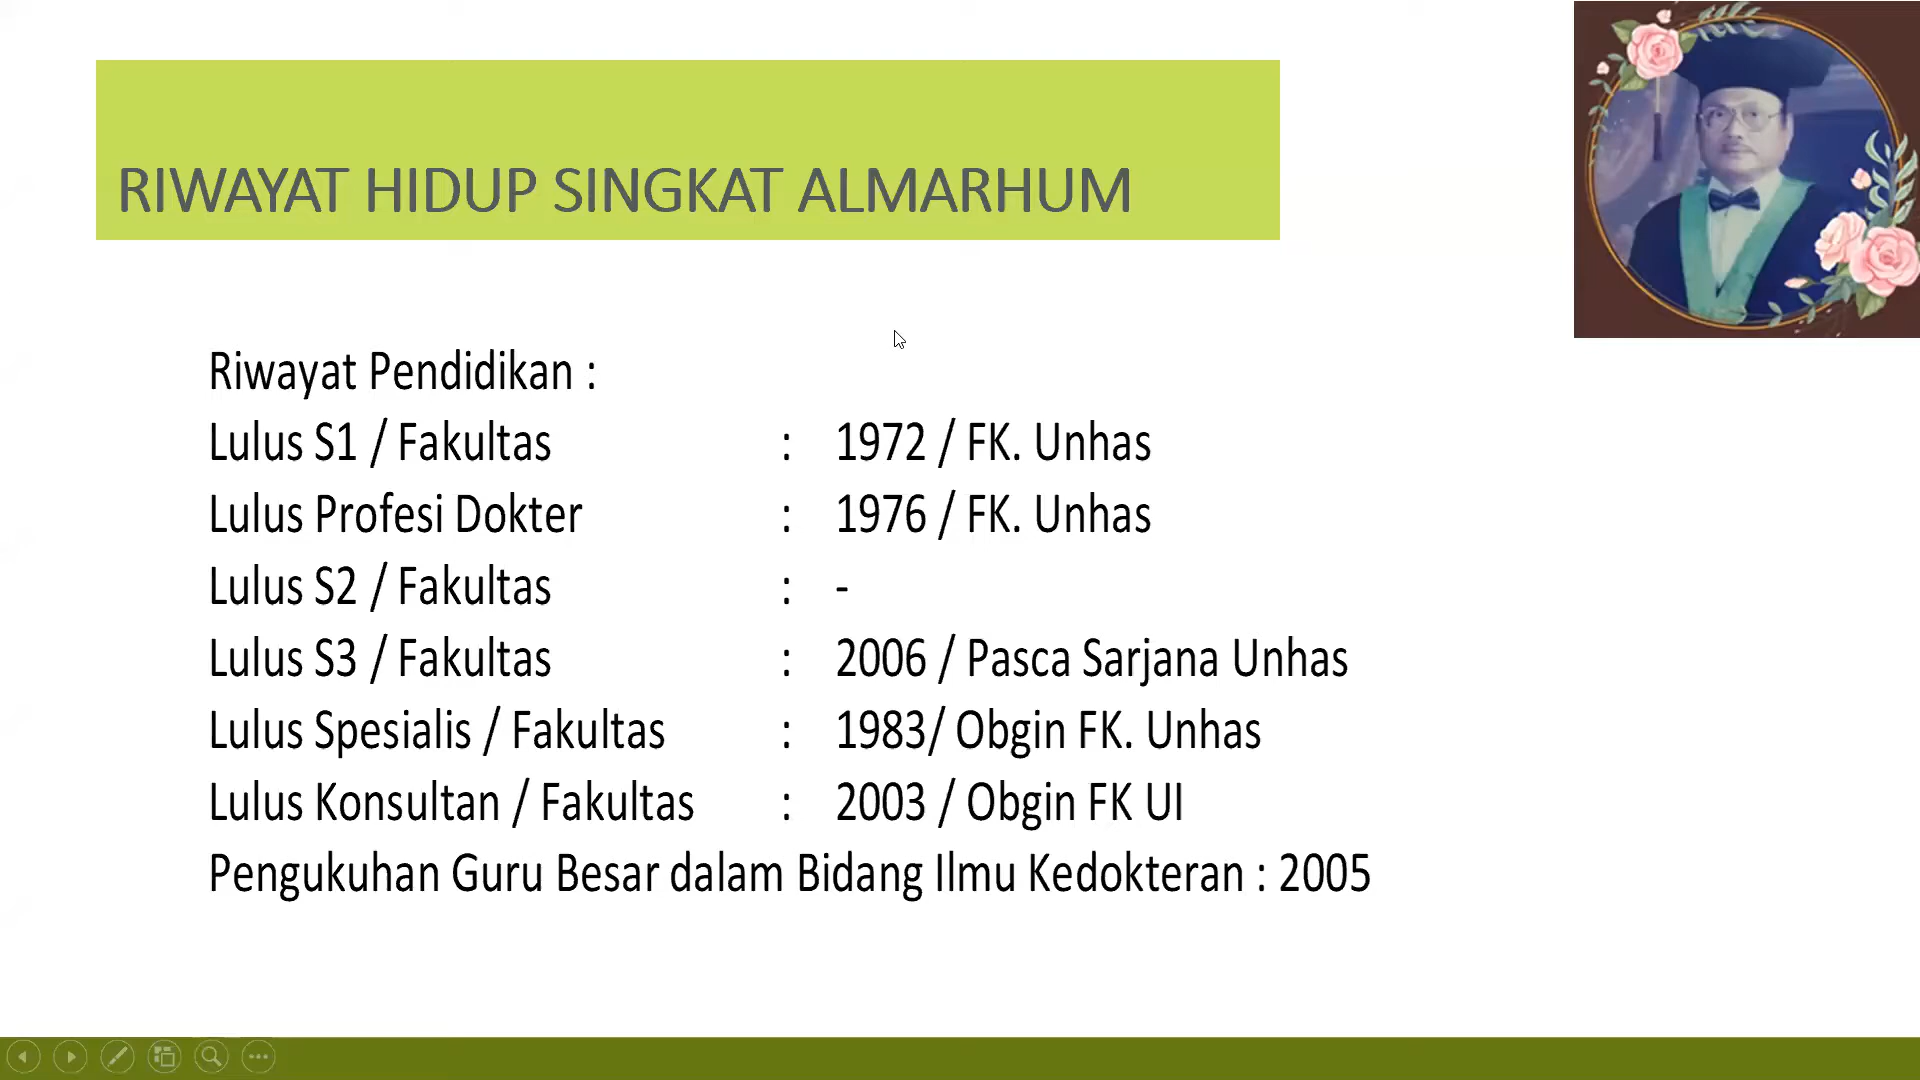 RIWAYAT HIDUP SINGKAT ALMARHUM
Riwayat Pendidikan :
Lulus S1 / Fakultas : 1972 / FK. Unhas
Lulus Profesi Dokter : 1976 / FK. Unhas
Lulus S2 / Fakultas : -
Lulus S3 / Fakultas : 2006 / Pasca Sarjana Unhas
Lulus Spesialis / Fakultas : 1983/ Obgin FK. Unhas
Lulus Konsultan / Fakultas : 2003 / Obgin FK UI
Pengukuhan Guru Besar dalam Bidang Ilmu Kedokteran : 2005